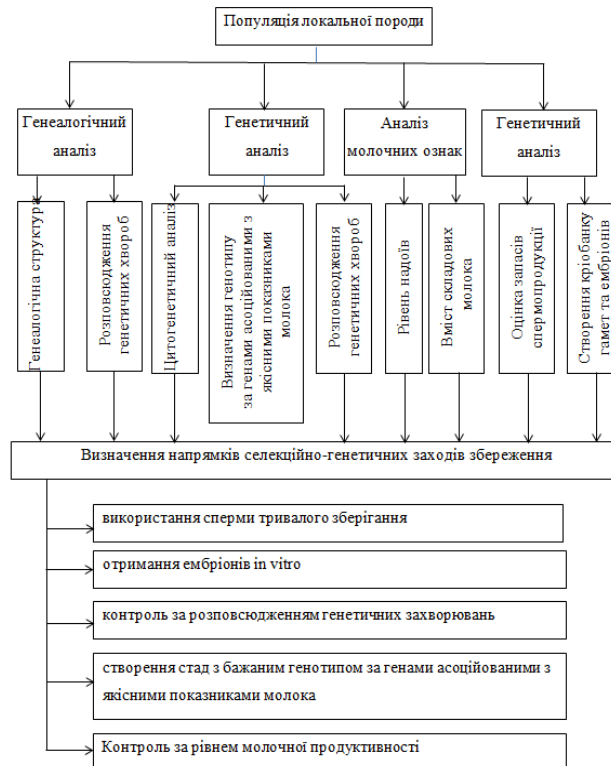 Популяція локальної породи
Генеалогічний
аналіз
Генетичний
аналіз
Аналіз
молочних ознак
Генетичний
аналіз
Генеалогічна структура
Розповсюдження
генетичних хвороб
Цитогенетичний аналіз
Визначення генотипу
за генами асоційованими з
якісними показниками
молока
Розповсюдження
генетичних хвороб
Рівень надоїв
Вміст складових
молока
Оцінка запасів
спермопродукції
Створення кріобанку
гамет та ембріонів
Визначення напрямків селекційно-генетичних заходів збереження
використання сперми тривалого зберігання
отримання ембріонів in vitro
контроль за розповсюдженням генетичних захворювань
створення стад з бажаним генотипом за генами асоційованими з
якісними показниками молока
Контроль за рівнем молочної продуктивності